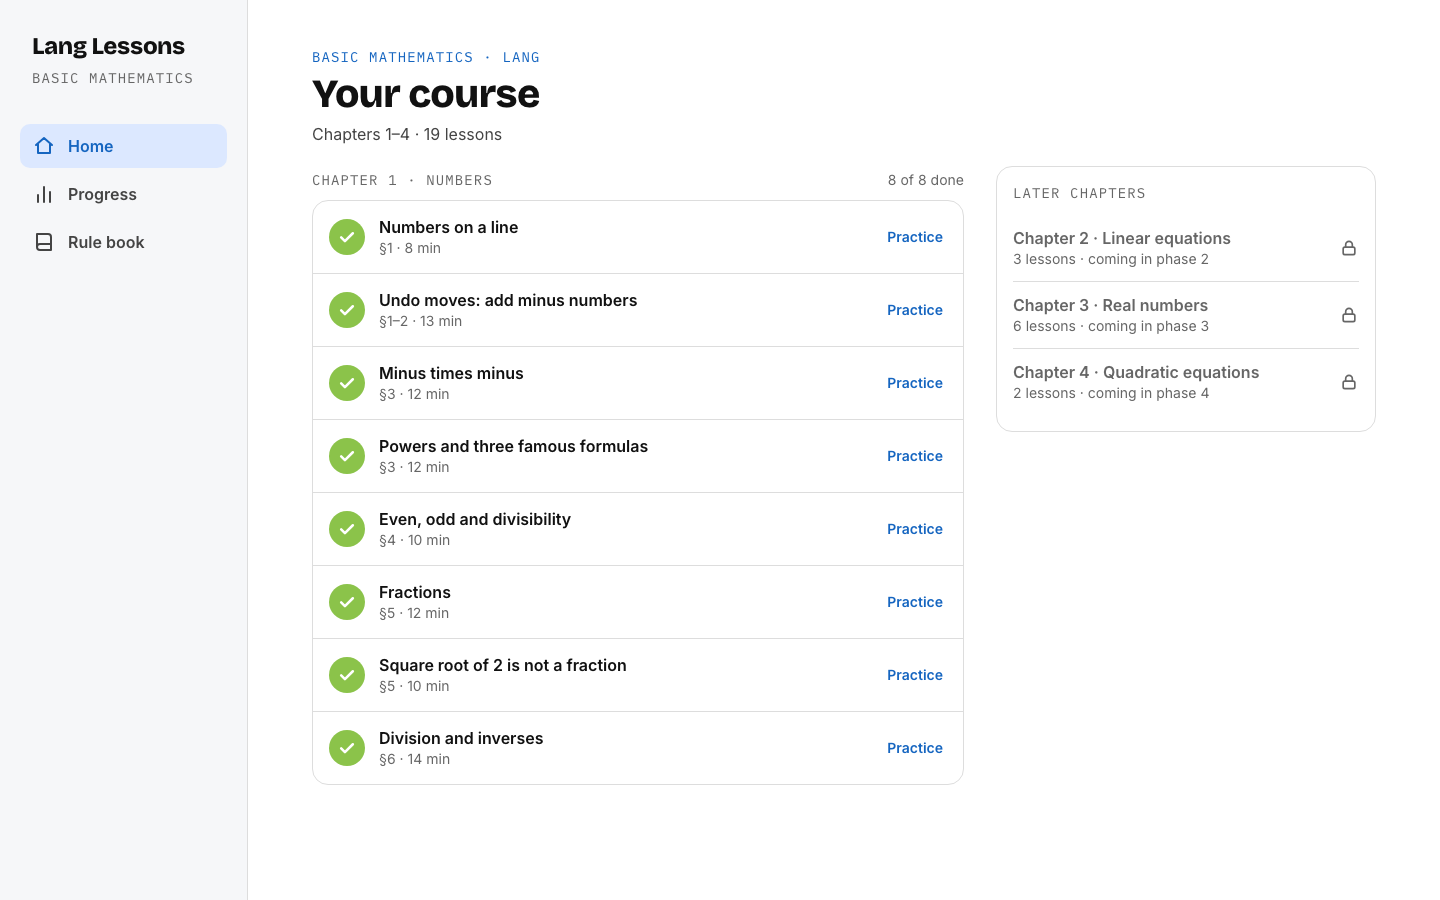 Lang Lessons
BASIC MATHEMATICS
Home
Progress
Rule book
BASIC MATHEMATICS · LANG
Your course
Chapters 1–4 · 19 lessons
CHAPTER 1 · NUMBERS
8 of 8 done
Numbers on a line
§1 · 8 min
Practice
Undo moves: add minus numbers
§1–2 · 13 min
Practice
Minus times minus
§3 · 12 min
Practice
Powers and three famous formulas
§3 · 12 min
Practice
Even, odd and divisibility
§4 · 10 min
Practice
Fractions
§5 · 12 min
Practice
Square root of 2 is not a fraction
§5 · 10 min
Practice
Division and inverses
§6 · 14 min
Practice
LATER CHAPTERS
Chapter 2 · Linear equations
3 lessons · coming in phase 2
Chapter 3 · Real numbers
6 lessons · coming in phase 3
Chapter 4 · Quadratic equations
2 lessons · coming in phase 4